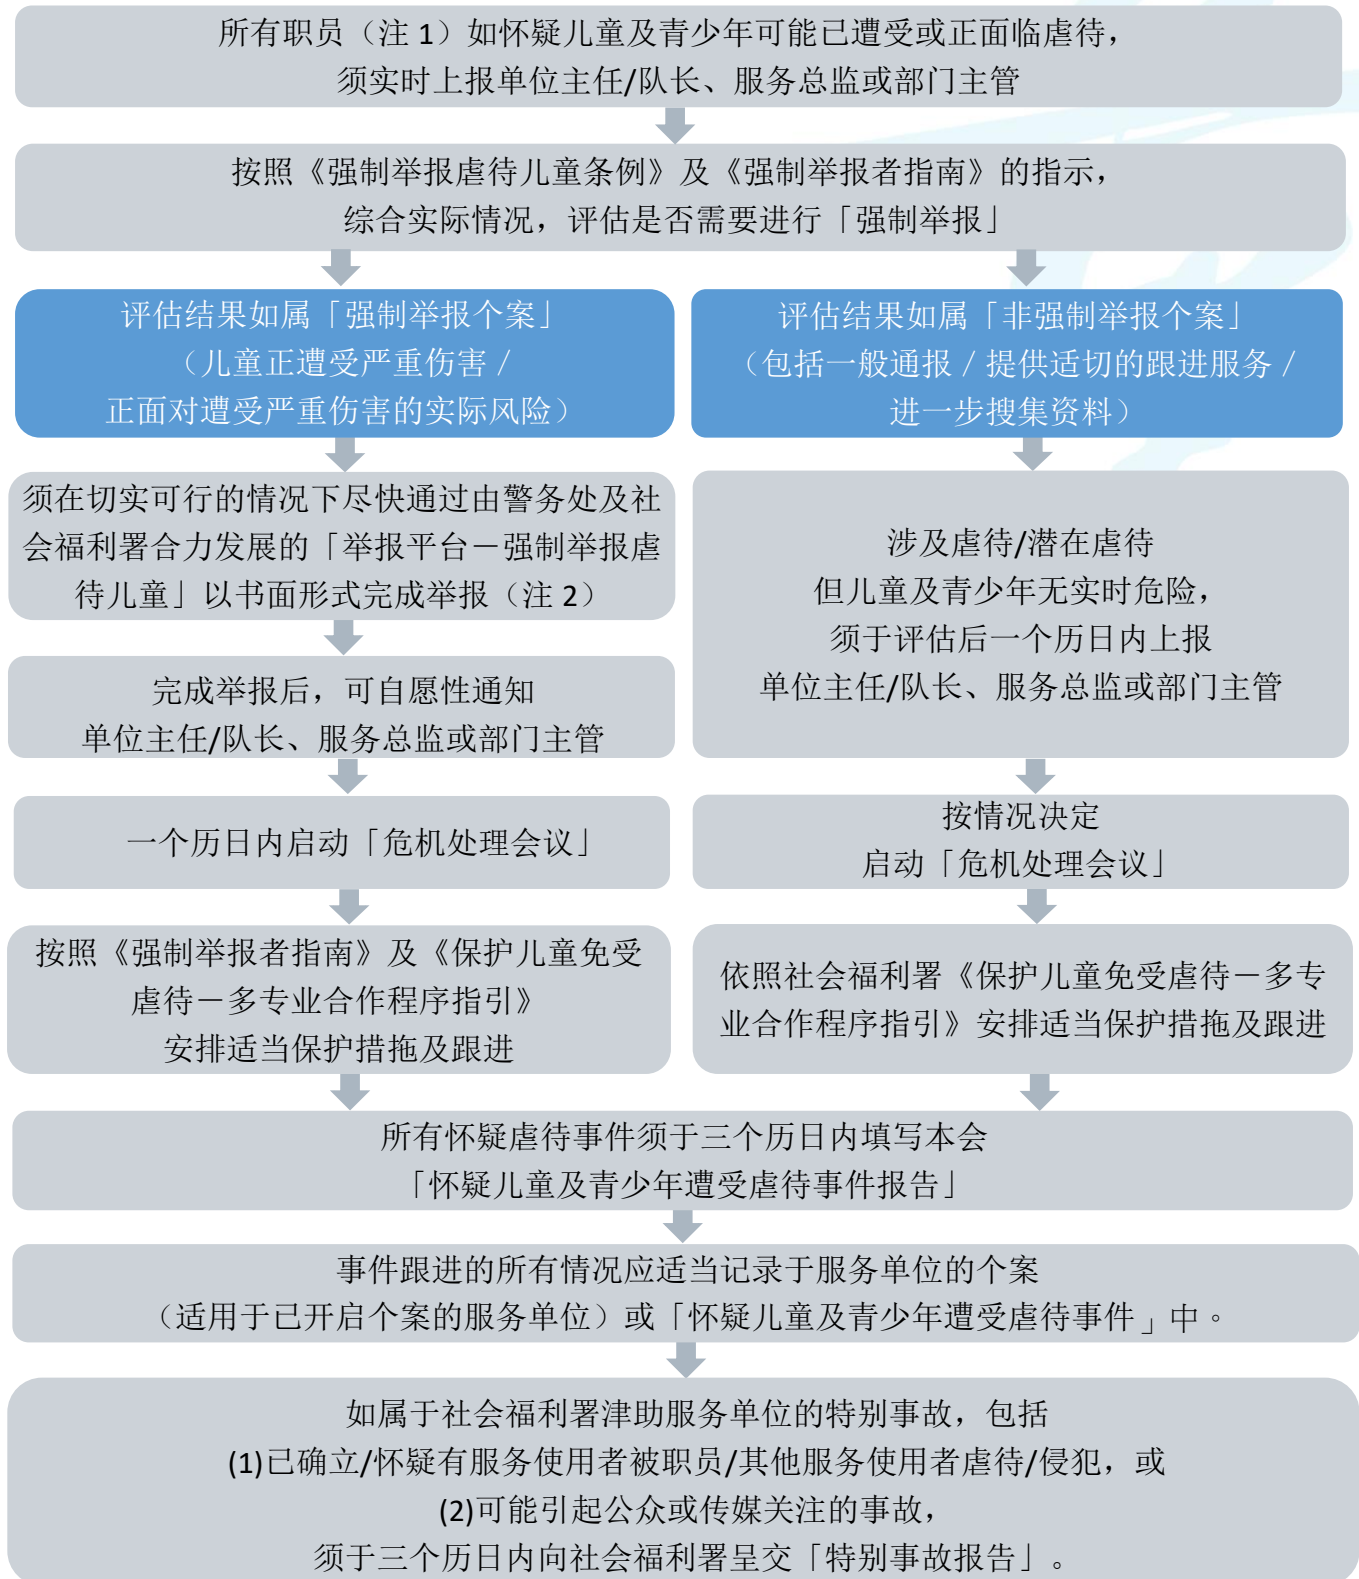 所有职员（注 1）如怀疑儿童及青少年可能已遭受或正面临虐待，
须实时上报单位主任/队长、服务总监或部门主管
按照《强制举报虐待儿童条例》及《强制举报者指南》的指示，
综合实际情况，评估是否需要进行「强制举报」
评估结果如属「强制举报个案」
（儿童正遭受严重伤害 /
正面对遭受严重伤害的实际风险）
须在切实可行的情况下尽快通过由警务处及社
会福利署合力发展的「举报平台－强制举报虐
待儿童」以书面形式完成举报（注 2）
完成举报后，可自愿性通知
单位主任/队长、服务总监或部门主管
一个历日内启动「危机处理会议」
按照《强制举报者指南》及《保护儿童免受
虐待－多专业合作程序指引》
安排适当保护措拖及跟进
评估结果如属「非强制举报个案」
（包括一般通报 / 提供适切的跟进服务 /
进一步搜集资料）
涉及虐待/潜在虐待
但儿童及青少年无实时危险，
须于评估后一个历日内上报
单位主任/队长、服务总监或部门主管
按情况决定
启动「危机处理会议」
依照社会福利署《保护儿童免受虐待－多专
业合作程序指引》安排适当保护措拖及跟进
所有怀疑虐待事件须于三个历日内填写本会
「怀疑儿童及青少年遭受虐待事件报告」
事件跟进的所有情况应适当记录于服务单位的个案
（适用于已开启个案的服务单位）或「怀疑儿童及青少年遭受虐待事件」中。
如属于社会福利署津助服务单位的特别事故，包括
(1)已确立/怀疑有服务使用者被职员/其他服务使用者虐待/侵犯，或
(2)可能引起公众或传媒关注的事故，
须于三个历日内向社会福利署呈交「特别事故报告」。